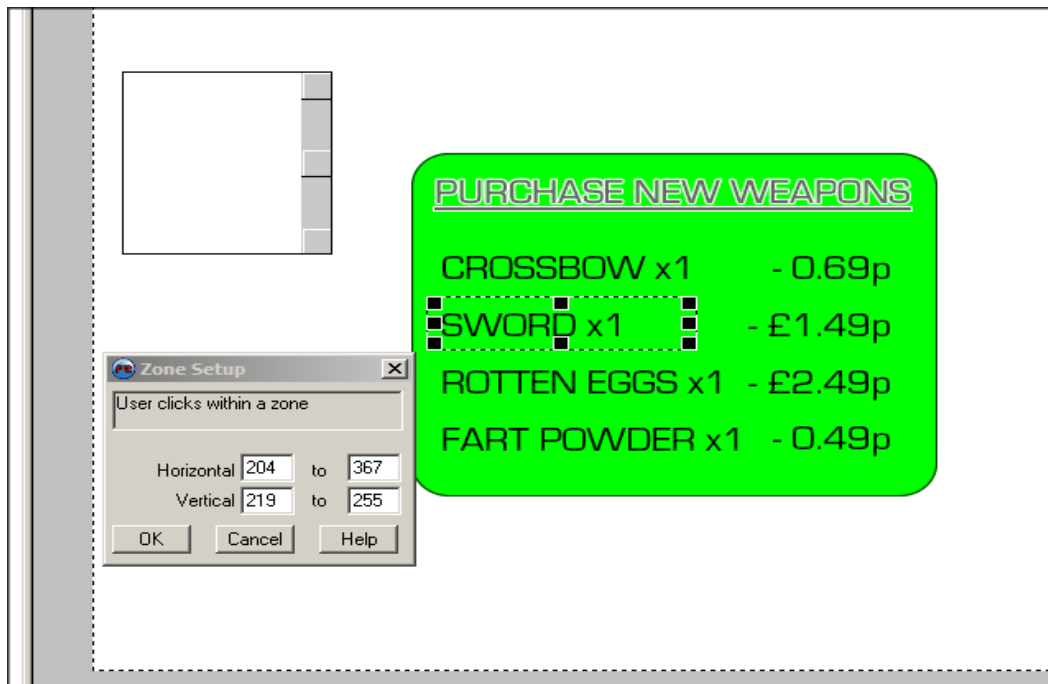 PURCHASE NEW WEAPONS
CROSSBOW x1 - 0.69p
SWORD x1 - £1.49p
ROTTEN EGGS x1 - £2.49p
FART POWDER x1 - 0.49p
Zone Setup
User clicks within a zone
Horizontal 204 to 367
Vertical 219 to 255
OK Cancel Help